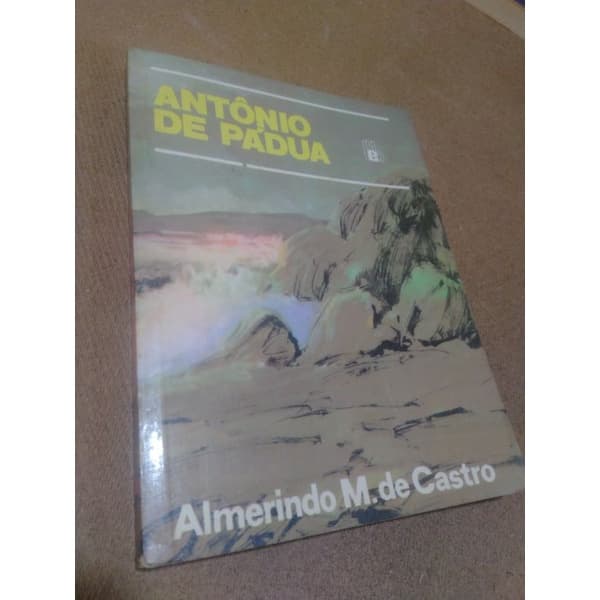 ANTÔNIO
DE PÁDUA
e
Almerindo M. de Castro